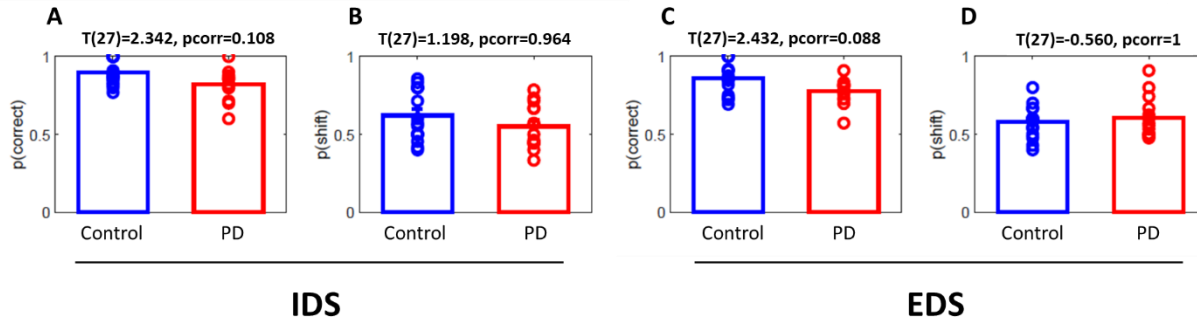 A
T(27)=2.342, pcorr=0.108
1
0.5
0
p(correct)
Control PD
B
T(27)=1.198, pcorr=0.964
1
0.5
0
p(shift)
Control PD
IDS
C
T(27)=2.432, pcorr=0.088
1
0.5
0
p(correct)
Control PD
D
T(27)=-0.560, pcorr=1
1
0.5
0
p(shift)
Control PD
EDS